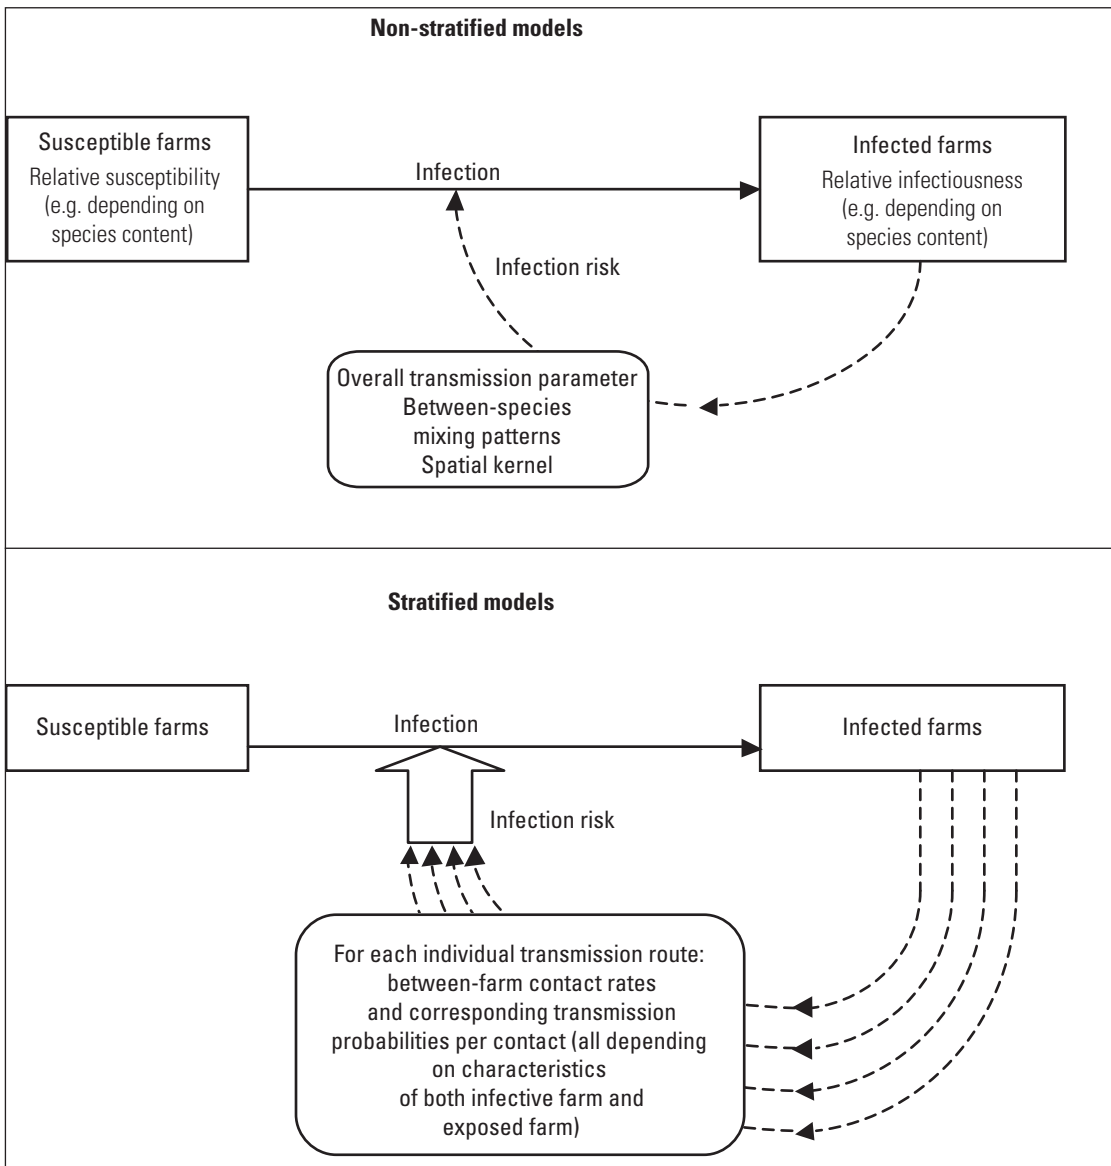 Non-stratified models
Susceptible farms
Relative susceptibility
(e.g. depending on
species content)
Infection
Infected farms
Relative infectiousness
(e.g. depending on
species content)
Infection risk
Overall transmission parameter
Between-species
mixing patterns
Spatial kernel
Stratified models
Susceptible farms
Infection
Infected farms
Infection risk
For each individual transmission route:
between-farm contact rates
and corresponding transmission
probabilities per contact (all depending
on characteristics
of both infective farm and
exposed farm)